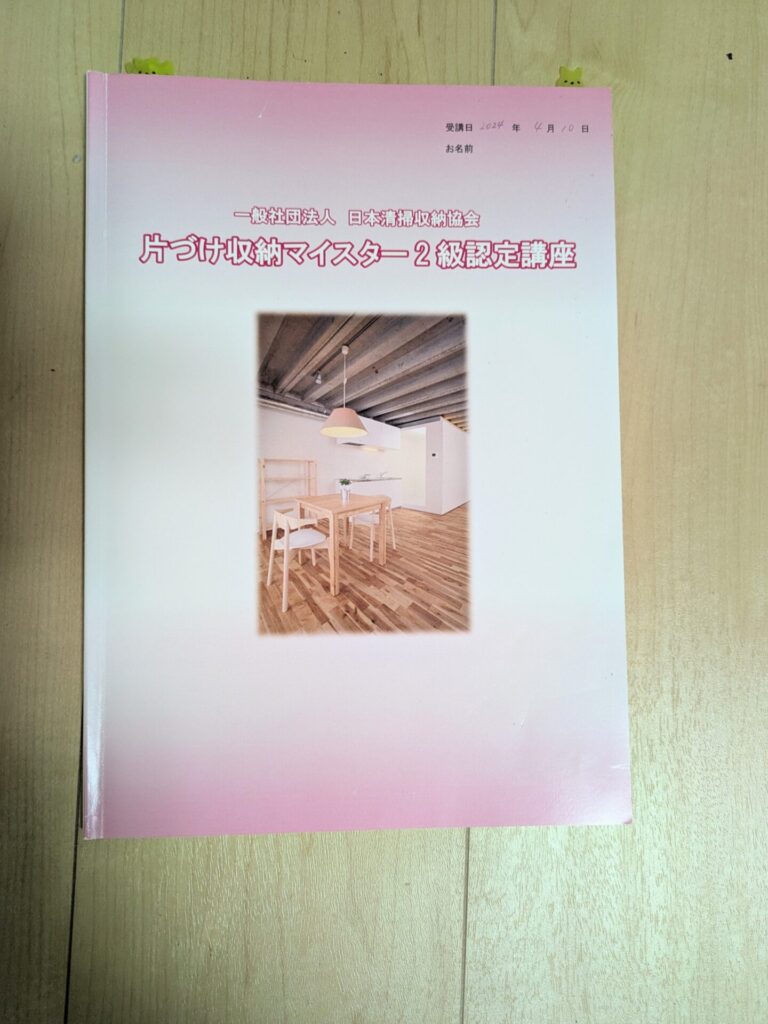 受講日 2024 年 4 月 10 日
お名前
一般社団法人 日本清掃収納協会
片づけ収納マイスター2級認定講座